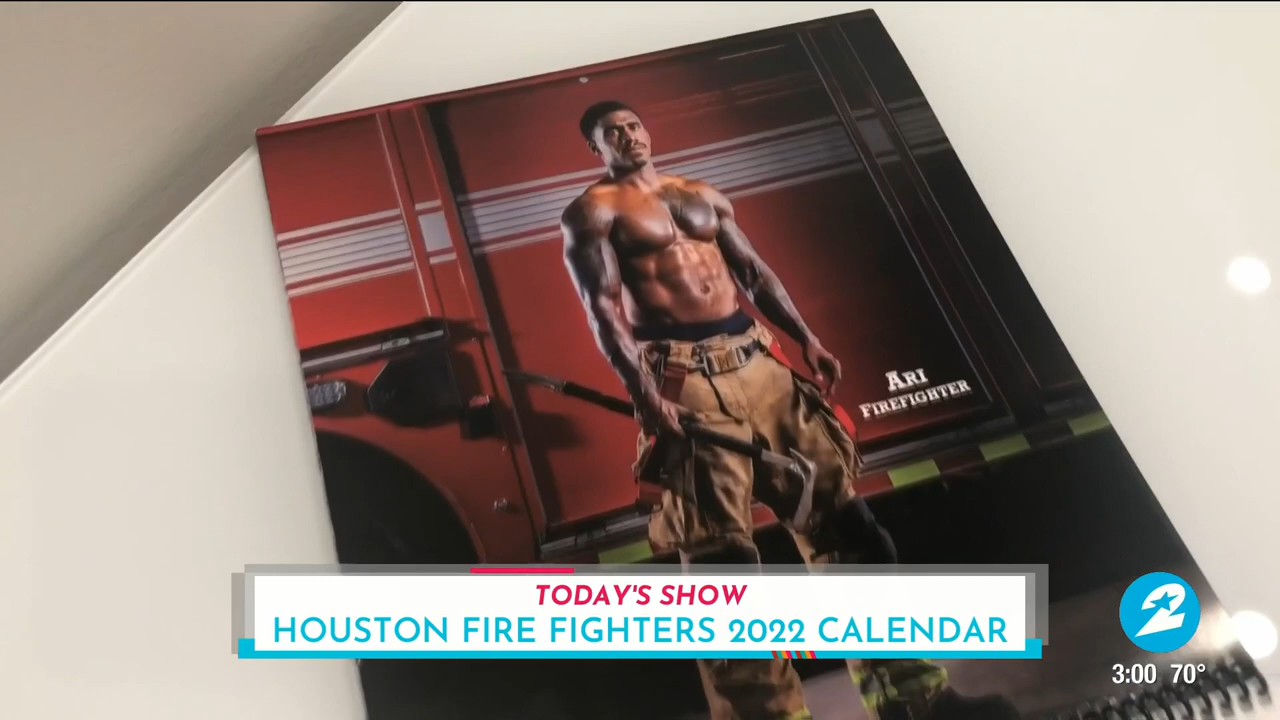 ARI
FIREFIGHTER
TODAY'S SHOW
HOUSTON FIRE FIGHTERS 2022 CALENDAR
2
3:00 70°